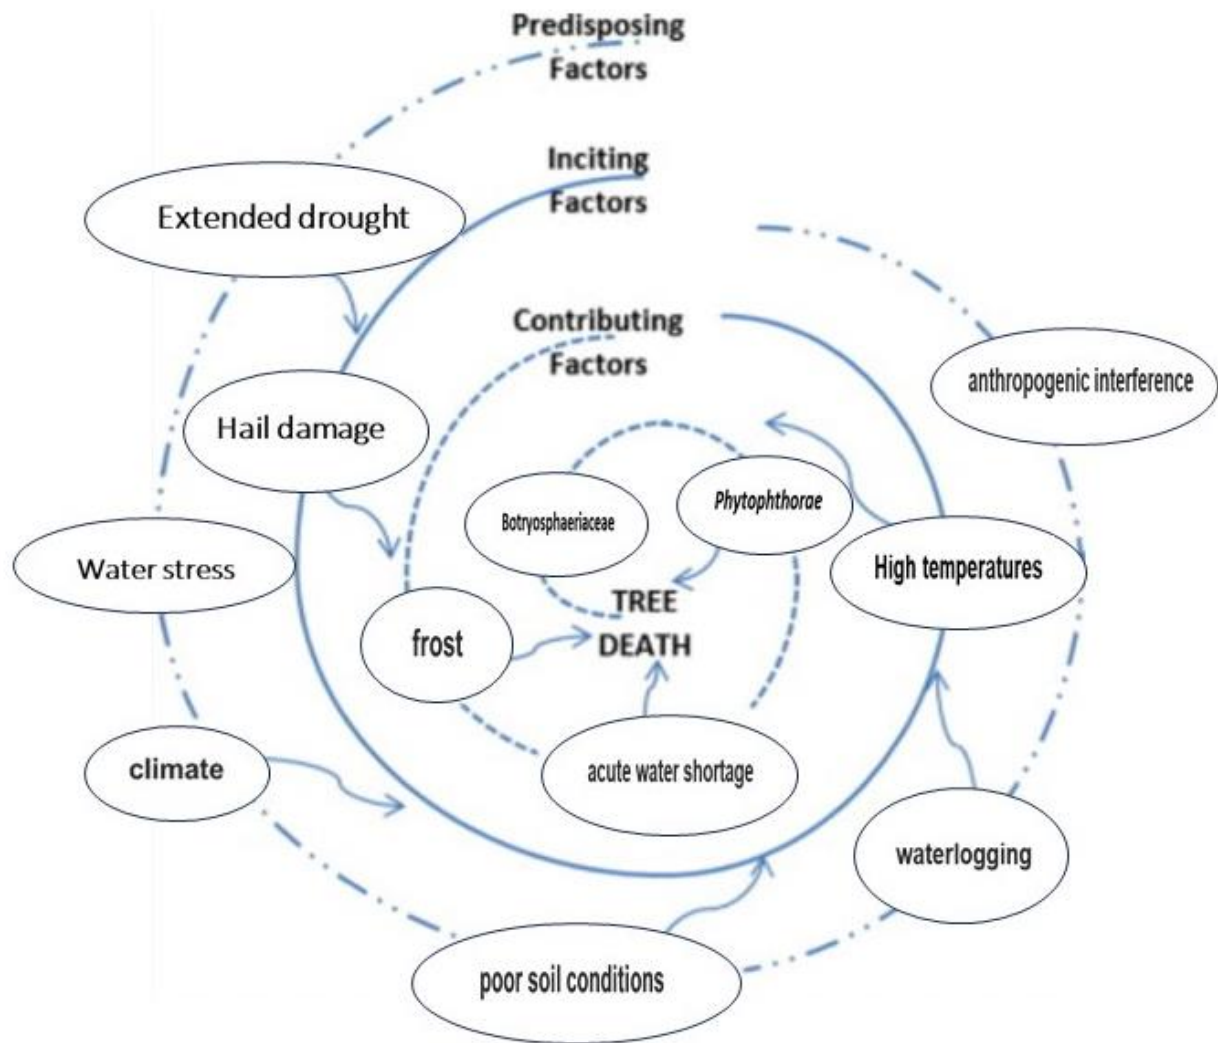 Predisposing
Factors
Inciting
Factors
Extended drought
Contributing
Factors
anthropogenic interference
Hail damage
Botryosphaeriaceae
Phytophthorae
Water stress
High temperatures
TREE
DEATH
frost
climate
acute water shortage
waterlogging
poor soil conditions